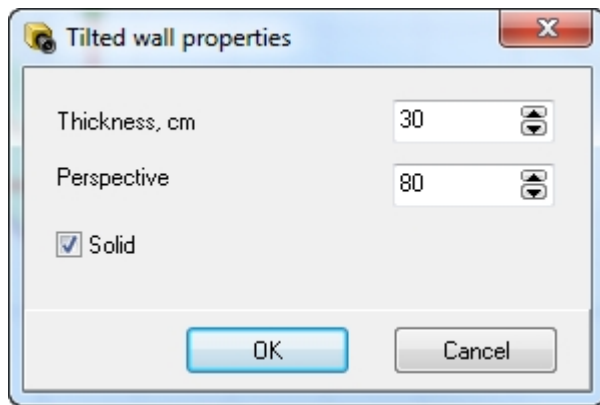 Tilted wall properties
Thickness, cm 30
Perspective 80
Solid
OK Cancel